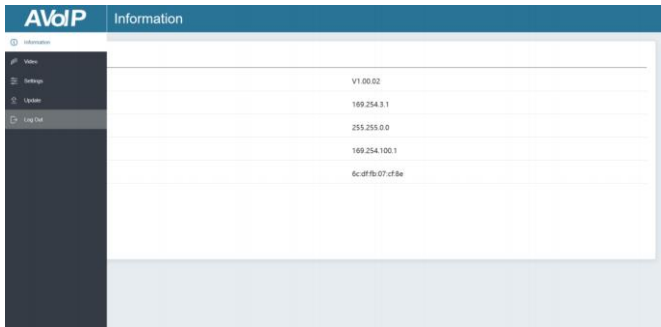 AVoIP
Information
Information
Video
Settings
Update
Log Out
V1.00.02
169.254.3.1
255.255.0.0
169.254.100.1
6c:df:fb:07:cf:8e